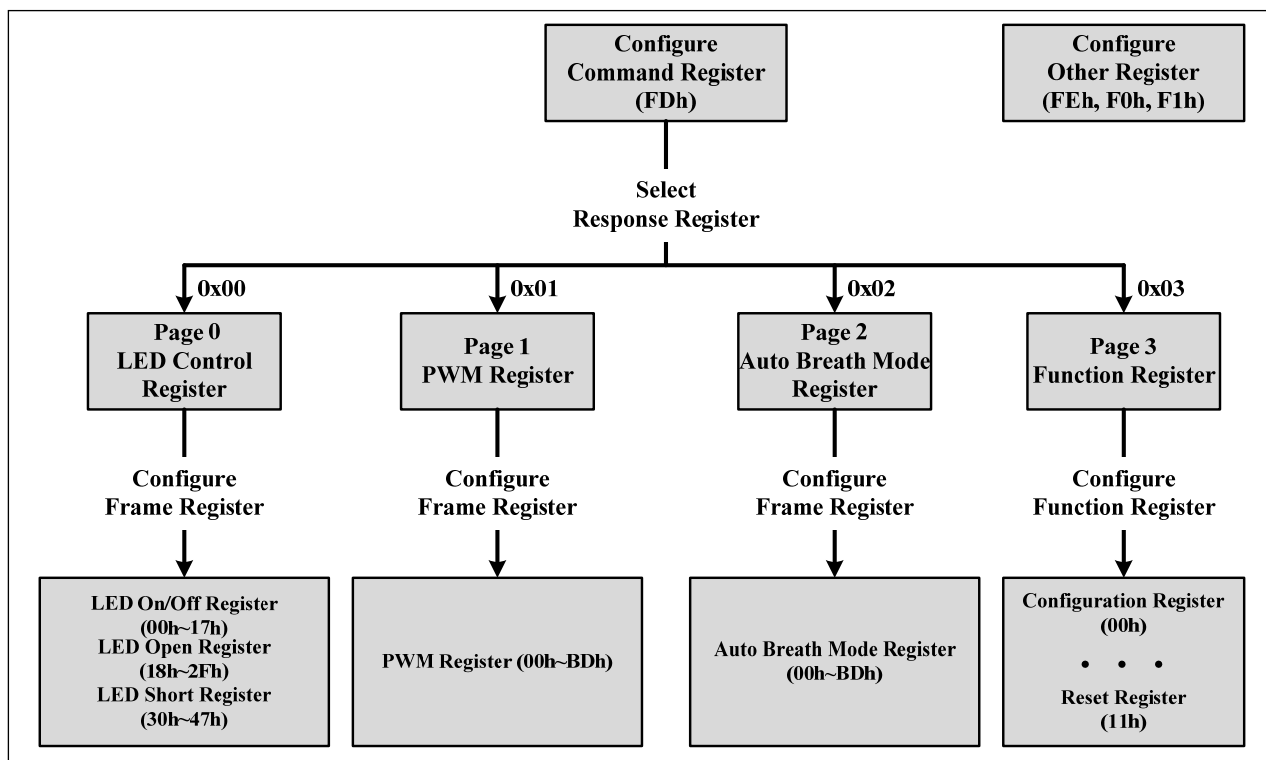 Configure
Command Register
(FDh)
Configure
Other Register
(FEh, F0h, F1h)
Select
Response Register
0x00
0x01
0x02
0x03
Page 0
LED Control
Register
Page 1
PWM Register
Page 2
Auto Breath Mode
Register
Page 3
Function Register
Configure
Frame Register
Configure
Frame Register
Configure
Frame Register
Configure
Function Register
LED On/Off Register
(00h~17h)
LED Open Register
(18h~2Fh)
LED Short Register
(30h~47h)
PWM Register (00h~BDh)
Auto Breath Mode Register
(00h~BDh)
Configuration Register
(00h)
• • •
Reset Register
(11h)